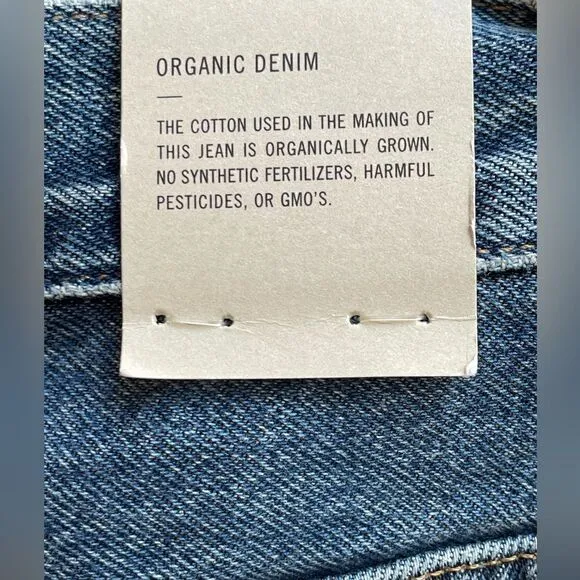 ORGANIC DENIM
THE COTTON USED IN THE MAKING OF
THIS JEAN IS ORGANICALLY GROWN.
NO SYNTHETIC FERTILIZERS, HARMFUL
PESTICIDES, OR GMO'S.